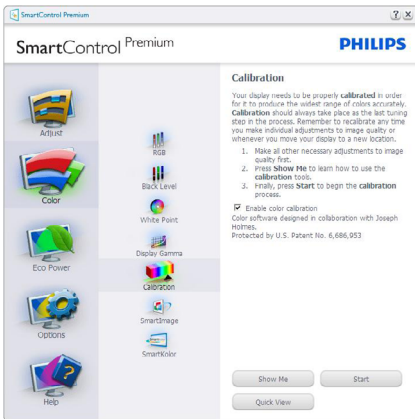 SmartControl Premium
SmartControl Premium
PHILIPS
Adjust
Color
Eco Power
Options
Help
RGB
Black Level
White Point
Display Gamma
Calibration
SmartImage
SmartKolor
Calibration
Your display needs to be properly calibrated in order
for it to produce the widest range of colors accurately.
Calibration should always take place as the last tuning
step in the process. Remember to recalibrate any time
you make individual adjustments to image quality or
whenever you move your display to a new location.
1. Make all other necessary adjustments to image
quality first.
2. Press Show Me to learn how to use the
calibration tools.
3. Finally, press Start to begin the calibration
process.
Enable color calibration
Color software designed in collaboration with Joseph
Holmes.
Protected by U.S. Patent No. 6,686,953
Show Me
Start
Quick View